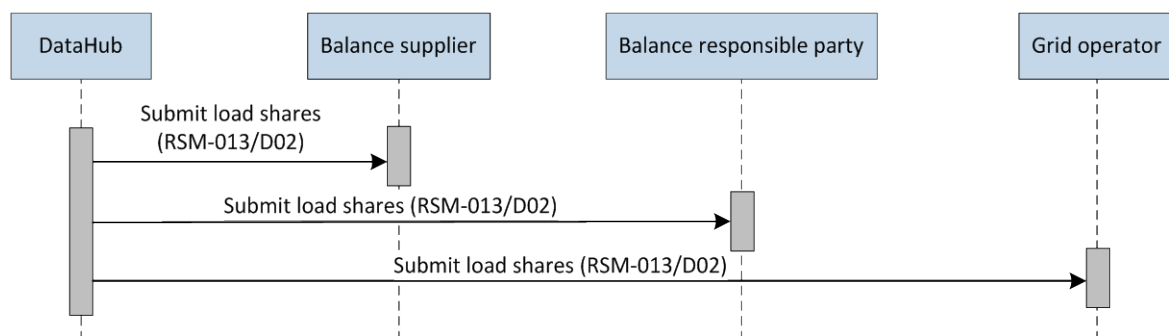 DataHub
Balance supplier
Balance responsible party
Grid operator
Submit load shares
(RSM-013/D02)
Submit load shares (RSM-013/D02)
Submit load shares (RSM-013/D02)